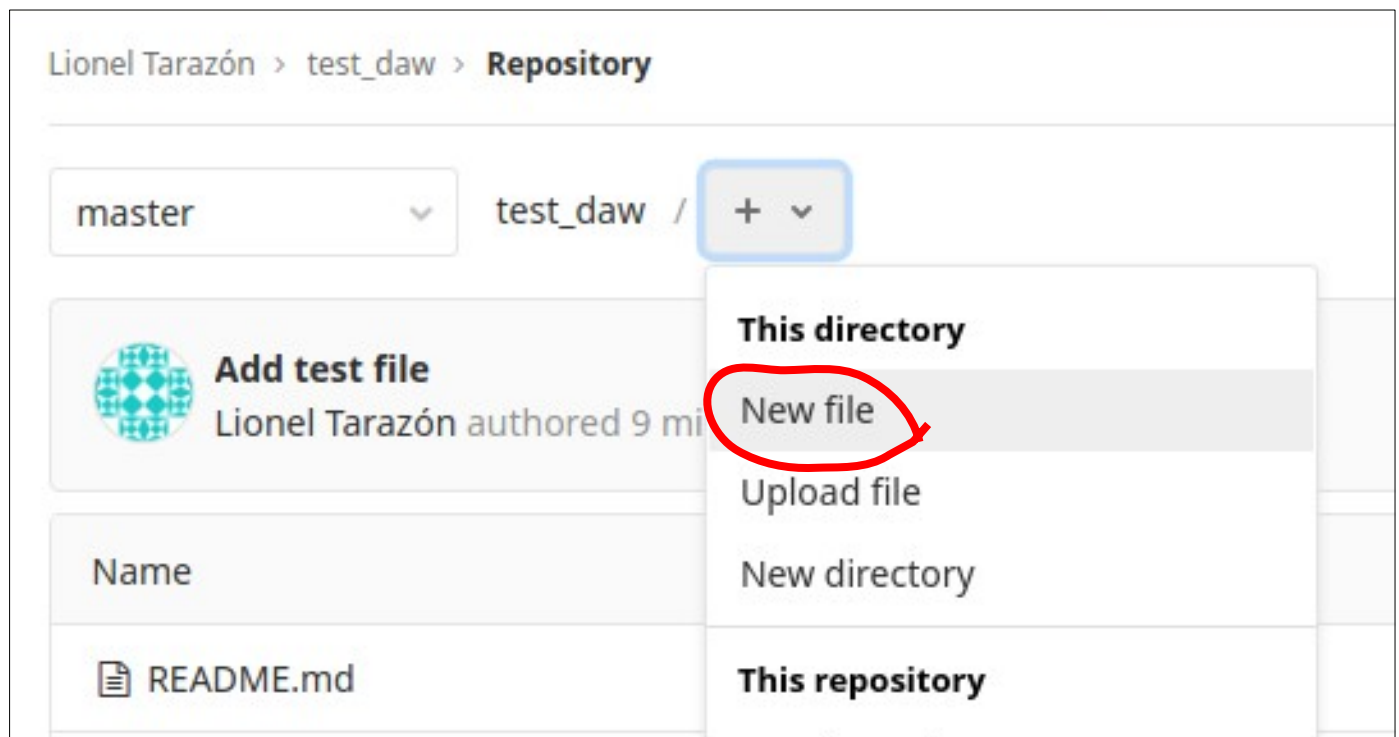 Lionel Tarazón > test_daw > Repository
master test_daw / +
This directory
Add test file
New file
Lionel Tarazón authored 9 mi
Upload file
Name
New directory
README.md
This repository